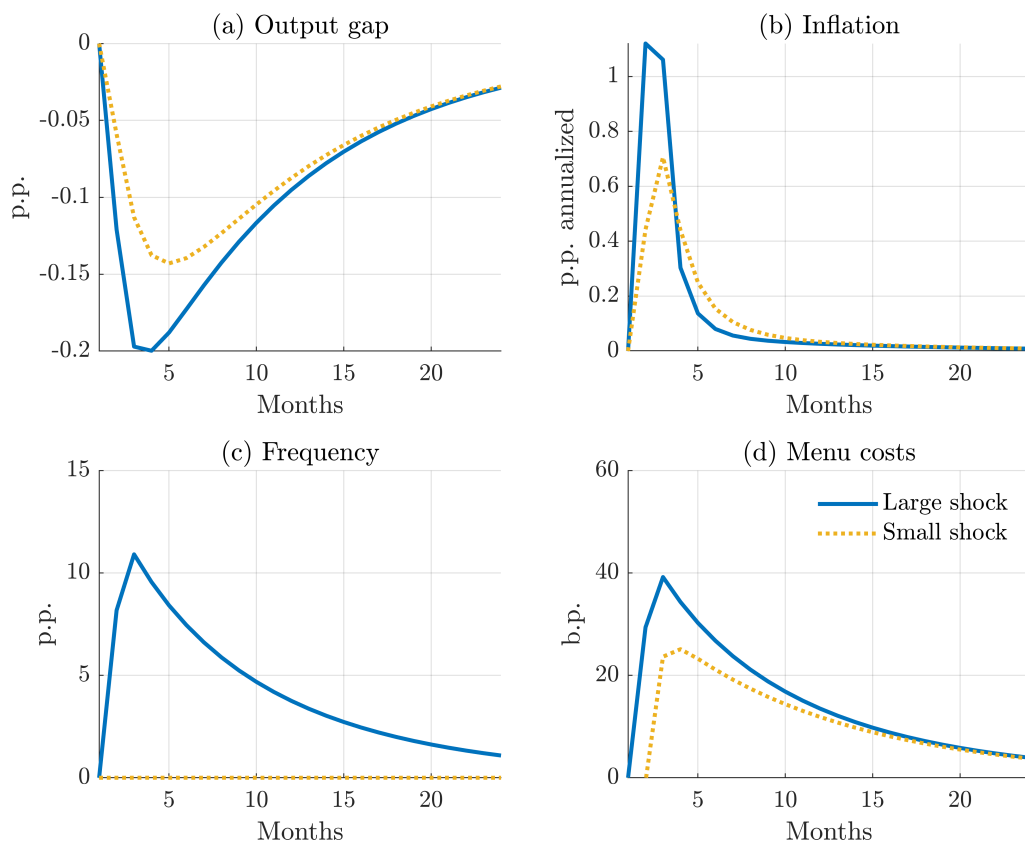 (a) Output gap
p.p.
0
-0.05
-0.1
-0.15
-0.2
5
10
15
20
Months
(b) Inflation
p.p. annualized
1
0.8
0.6
0.4
0.2
0
5
10
15
20
Months
(c) Frequency
p.p.
15
10
5
0
5
10
15
20
Months
(d) Menu costs
b.p.
60
40
20
0
Large shock
Small shock
5
10
15
20
Months